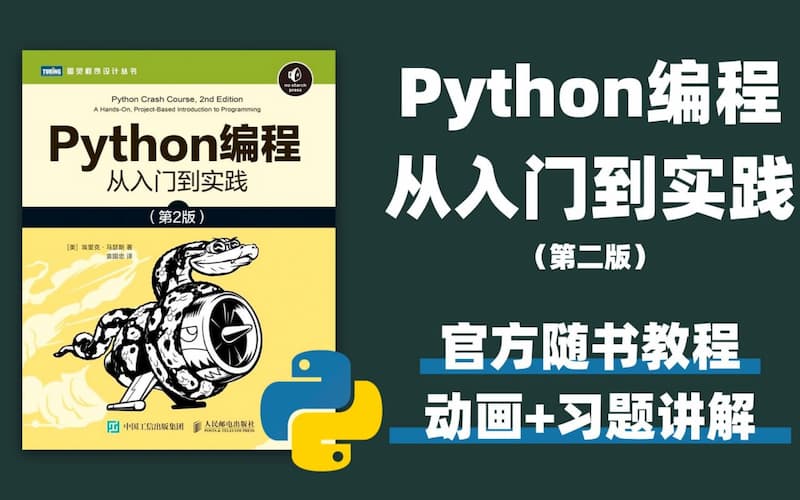 TURING 图灵程序设计丛书
no starch
press
Python Crash Course, 2nd Edition
A Hands-On, Project-Based Introduction to Programming
Python编程
从入门到实践
（第2版）
[美] 埃里克·马瑟斯 著
袁国忠 译
中国工信出版集团
人民邮电出版社
POSTS & TELECOM PRESS
Python编程
从入门到实践
（第二版）
官方随书教程
动画+习题讲解